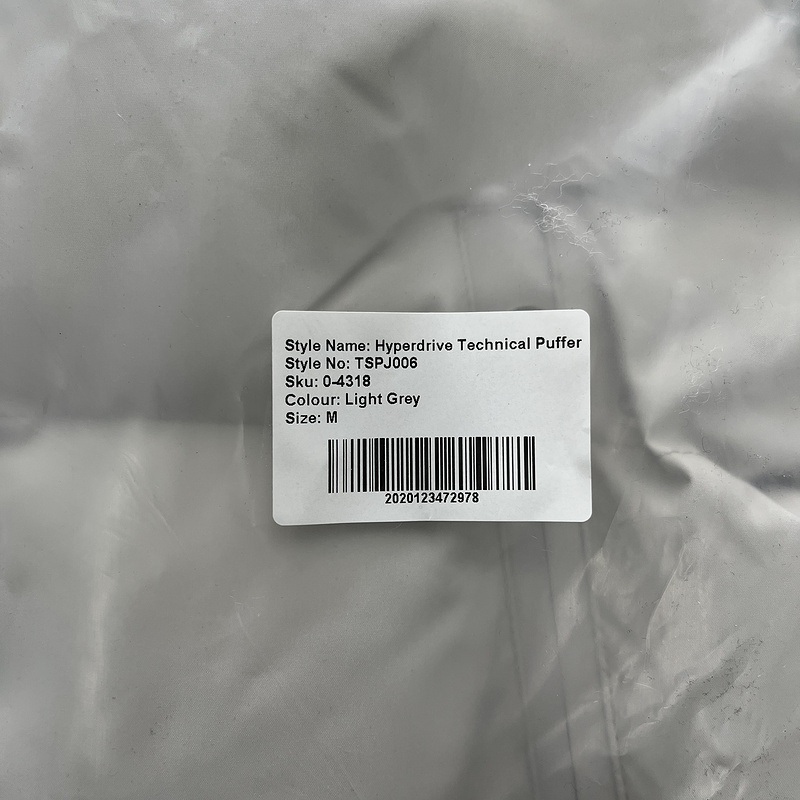 Style Name: Hyperdrive Technical Puffer
Style No: TSPJ006
Sku: 0-4318
Colour: Light Grey
Size: M
2020123472978